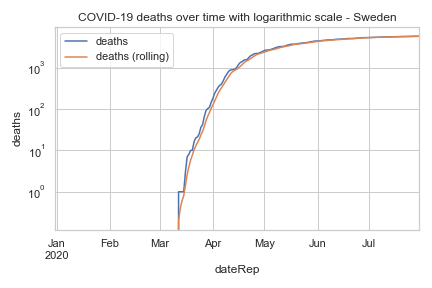 COVID-19 deaths over time with logarithmic scale - Sweden
deaths
deaths (rolling)
10³
10²
10¹
10⁰
deaths
Jan Feb Mar Apr May Jun Jul
2020
dateRep